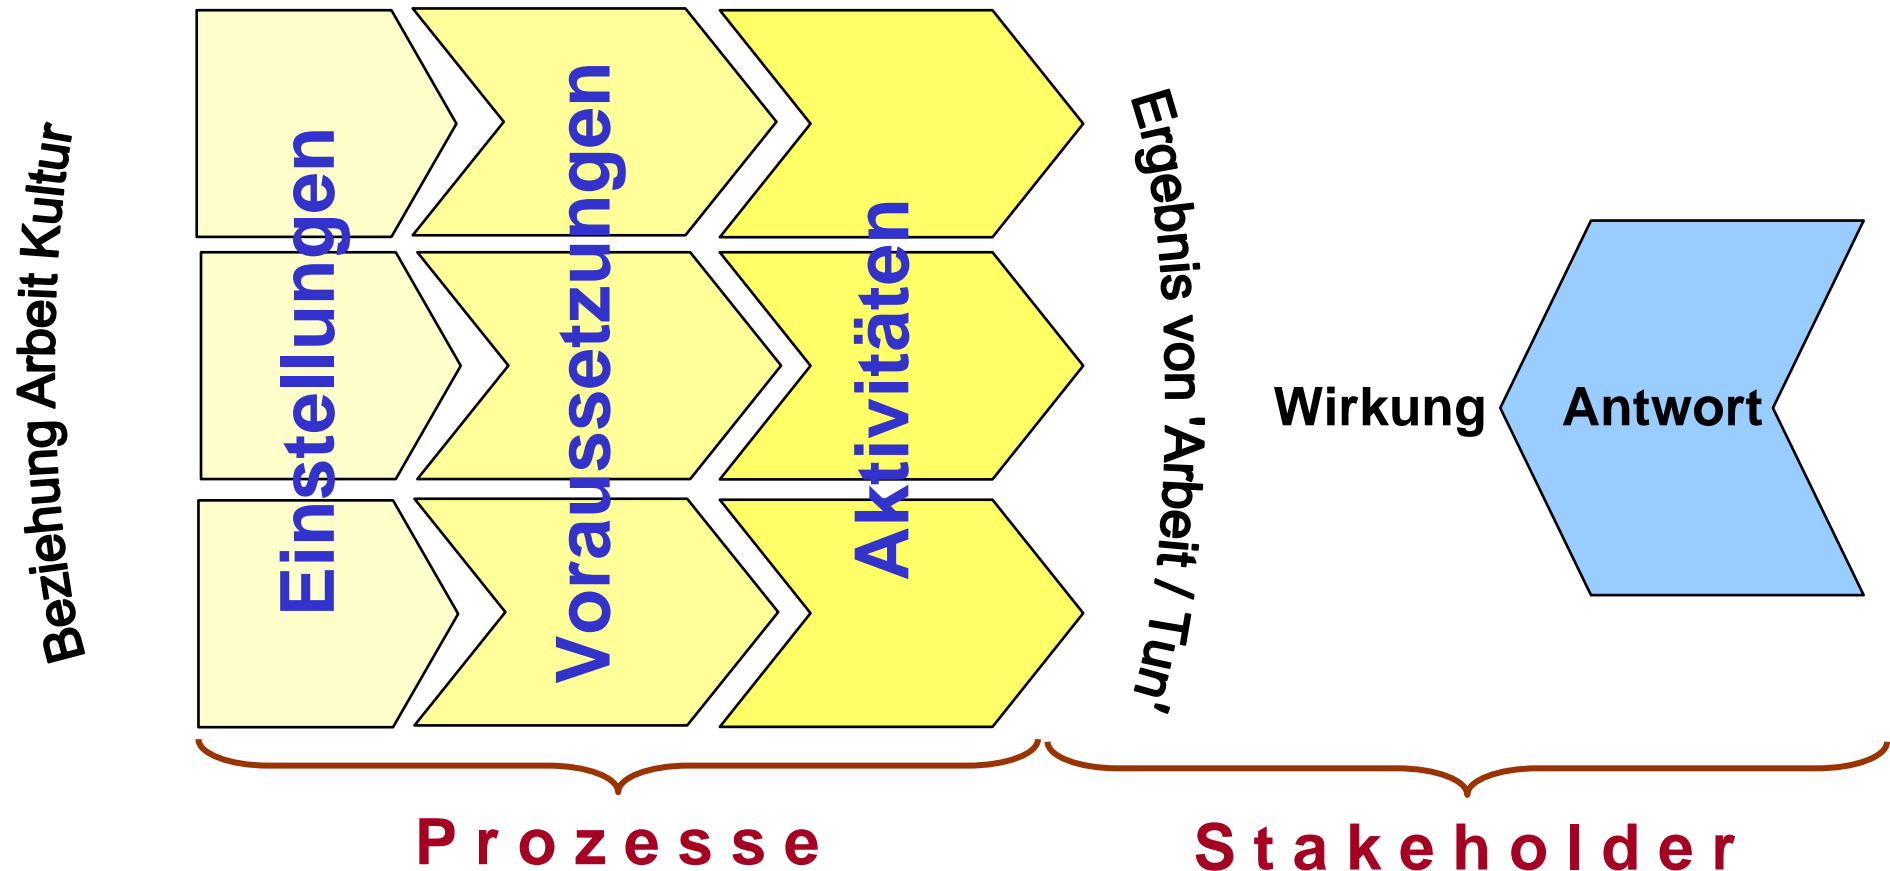 Beziehung Arbeit Kultur
Einstellungen
Voraussetzungen
Aktivitäten
Ergebnis von 'Arbeit / Tun'
Wirkung
Antwort
Prozesse
Stakeholder